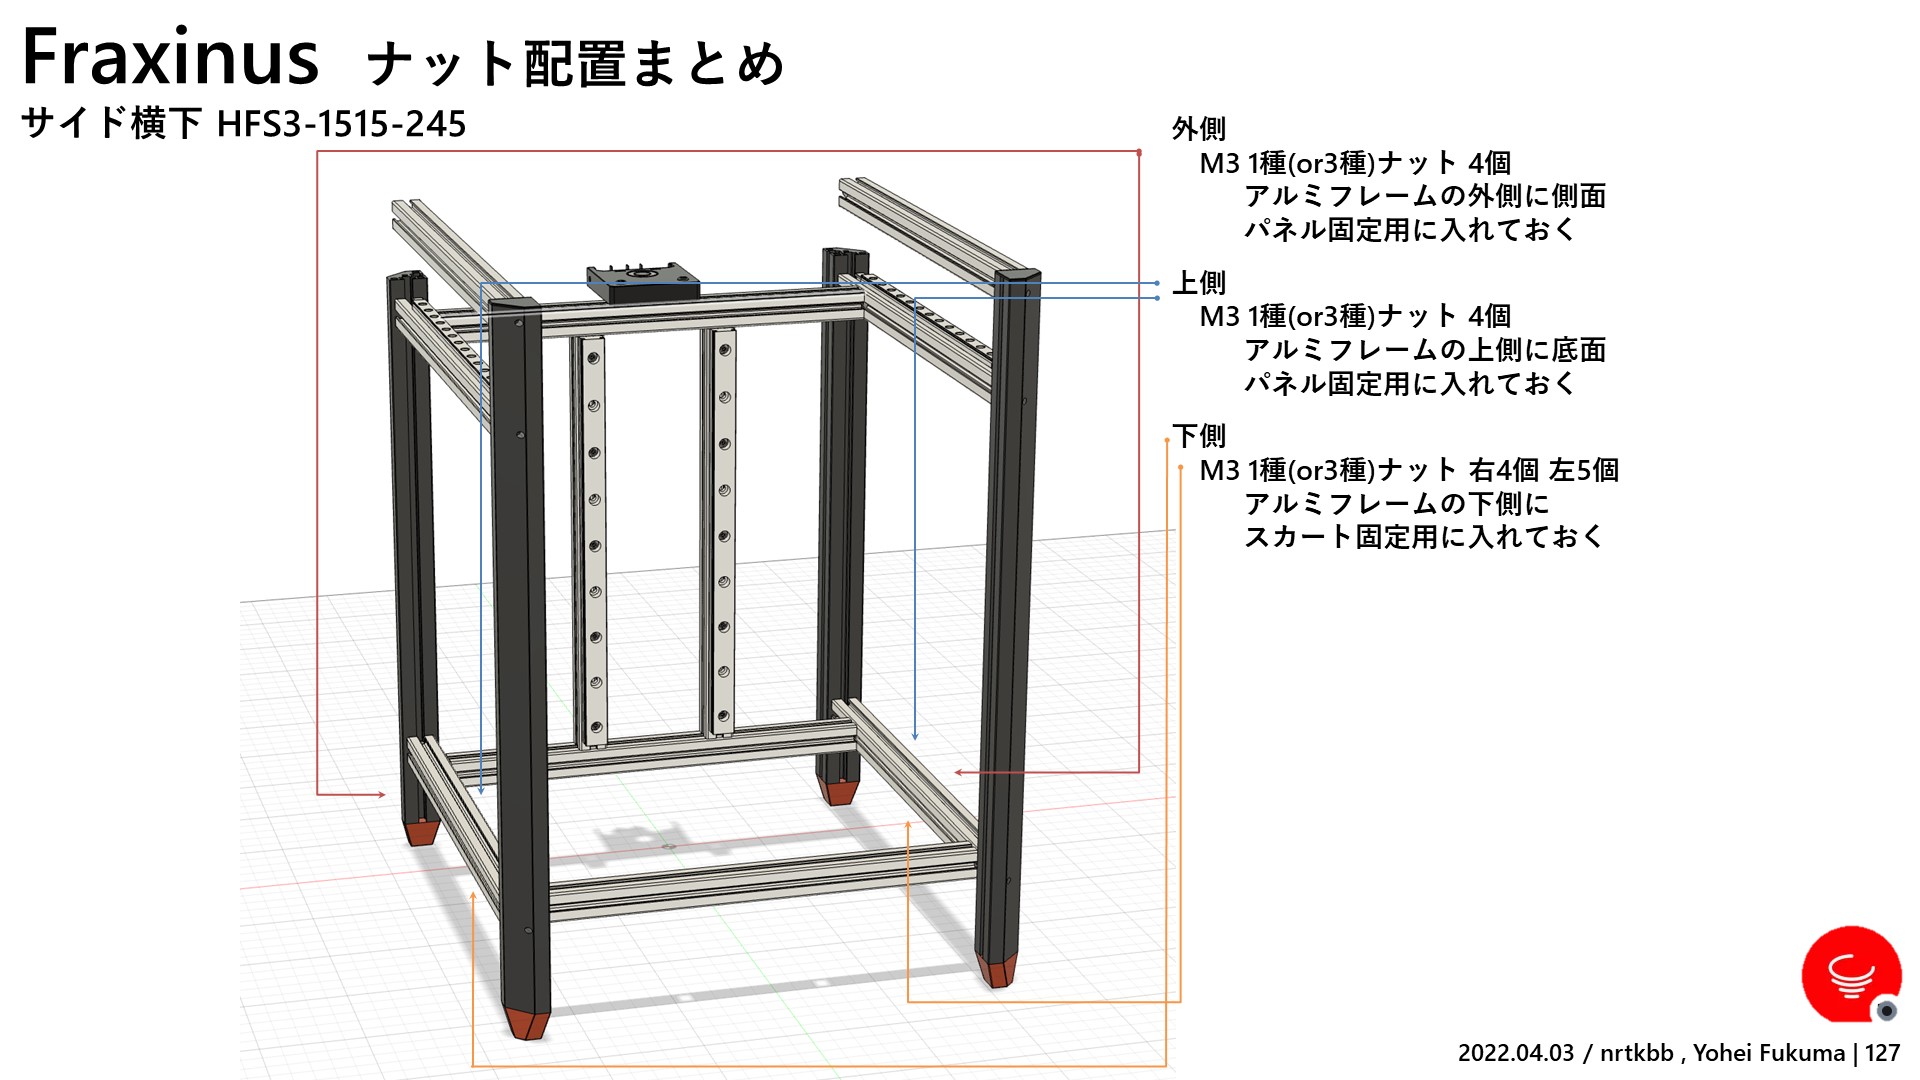 Fraxinus ナット配置まとめ
サイド横下 HFS3-1515-245
外側
M3 1種(or3種)ナット 4個
アルミフレームの外側に側面
パネル固定用に入れておく
上側
M3 1種(or3種)ナット 4個
アルミフレームの上側に底面
パネル固定用に入れておく
下側
M3 1種(or3種)ナット 右4個 左5個
アルミフレームの下側に
スカート固定用に入れておく
2022.04.03 / nrtkbb , Yohei Fukuma | 127